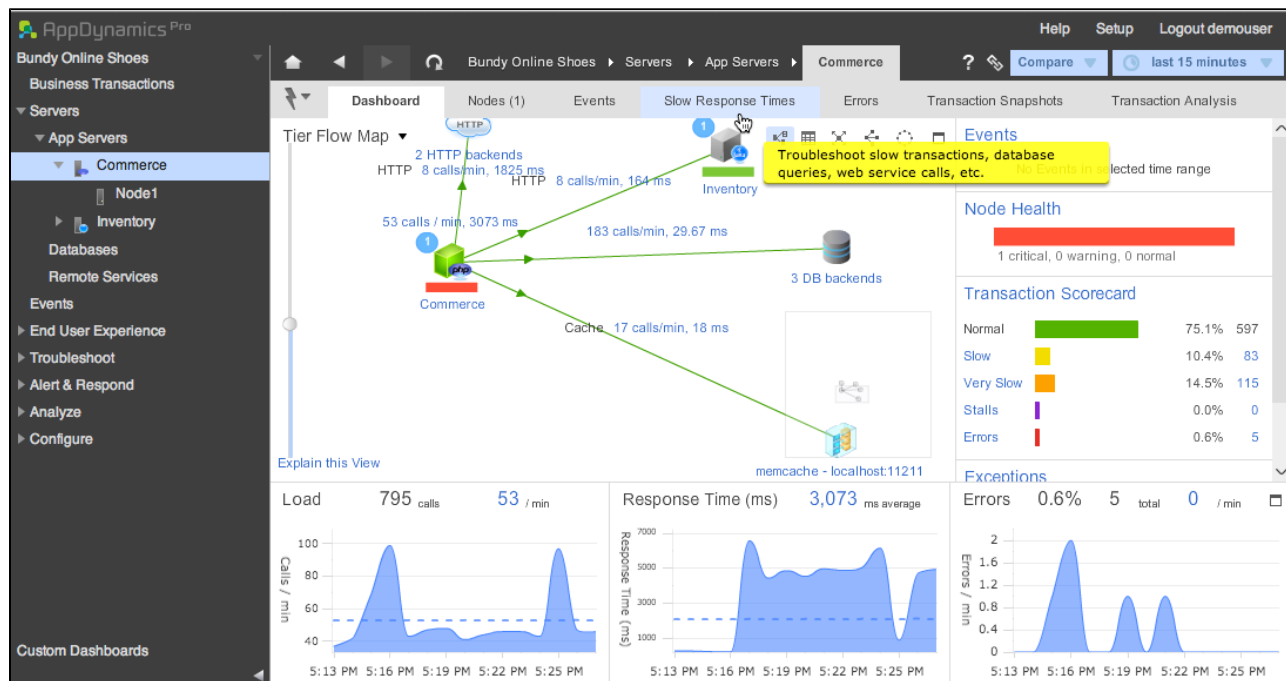 AppDynamics Pro
Help Setup Logout demouser
Bundy Online Shoes
Business Transactions
Servers
App Servers
Commerce
Node1
Inventory
Databases
Remote Services
Events
End User Experience
Troubleshoot
Alert & Respond
Analyze
Configure
Custom Dashboards
Bundy Online Shoes Servers App Servers Commerce
? Compare last 15 minutes
Dashboard Nodes (1) Events Slow Response Times Errors Transaction Snapshots Transaction Analysis
Tier Flow Map
HTTP
2 HTTP backends
HTTP 8 calls/min, 1825 ms
HTTP 8 calls/min, 164 ms
1
Inventory
Troubleshoot slow transactions, database
queries, web service calls, etc.
53 calls / min, 3073 ms
1
php
Commerce
183 calls/min, 29.67 ms
3 DB backends
Cache 17 calls/min, 18 ms
memcache - localhost:11211
Explain this View
Events
No Events in selected time range
Node Health
1 critical, 0 warning, 0 normal
Transaction Scorecard
Normal 75.1% 597
Slow 10.4% 83
Very Slow 14.5% 115
Stalls 0.0% 0
Errors 0.6% 5
Exceptions
Load 795 calls 53 / min
Calls / min
100
80
60
40
5:13 PM 5:16 PM 5:19 PM 5:22 PM 5:25 PM
Response Time (ms) 3,073 ms average
Response Time (ms)
7000
5000
3000
1000
5:13 PM 5:16 PM 5:19 PM 5:22 PM 5:25 PM
Errors 0.6% 5 total 0 / min
Errors / min
2
1.6
1.2
0.8
0.4
0
5:13 PM 5:16 PM 5:19 PM 5:22 PM 5:25 PM